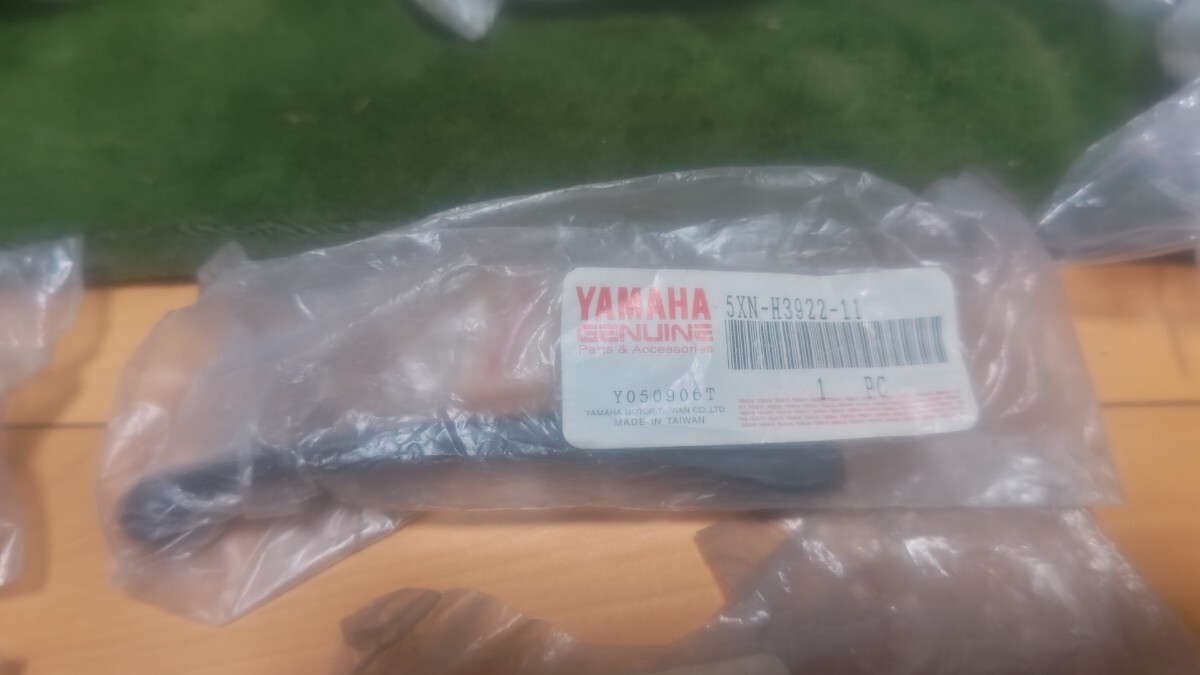 YAMAHA
GENUINE
Parts & Accessories
5XN-H3922-11
1 PC
Y050906T
YAMAHA MOTOR TAIWAN CO.,LTD
MADE IN TAIWAN